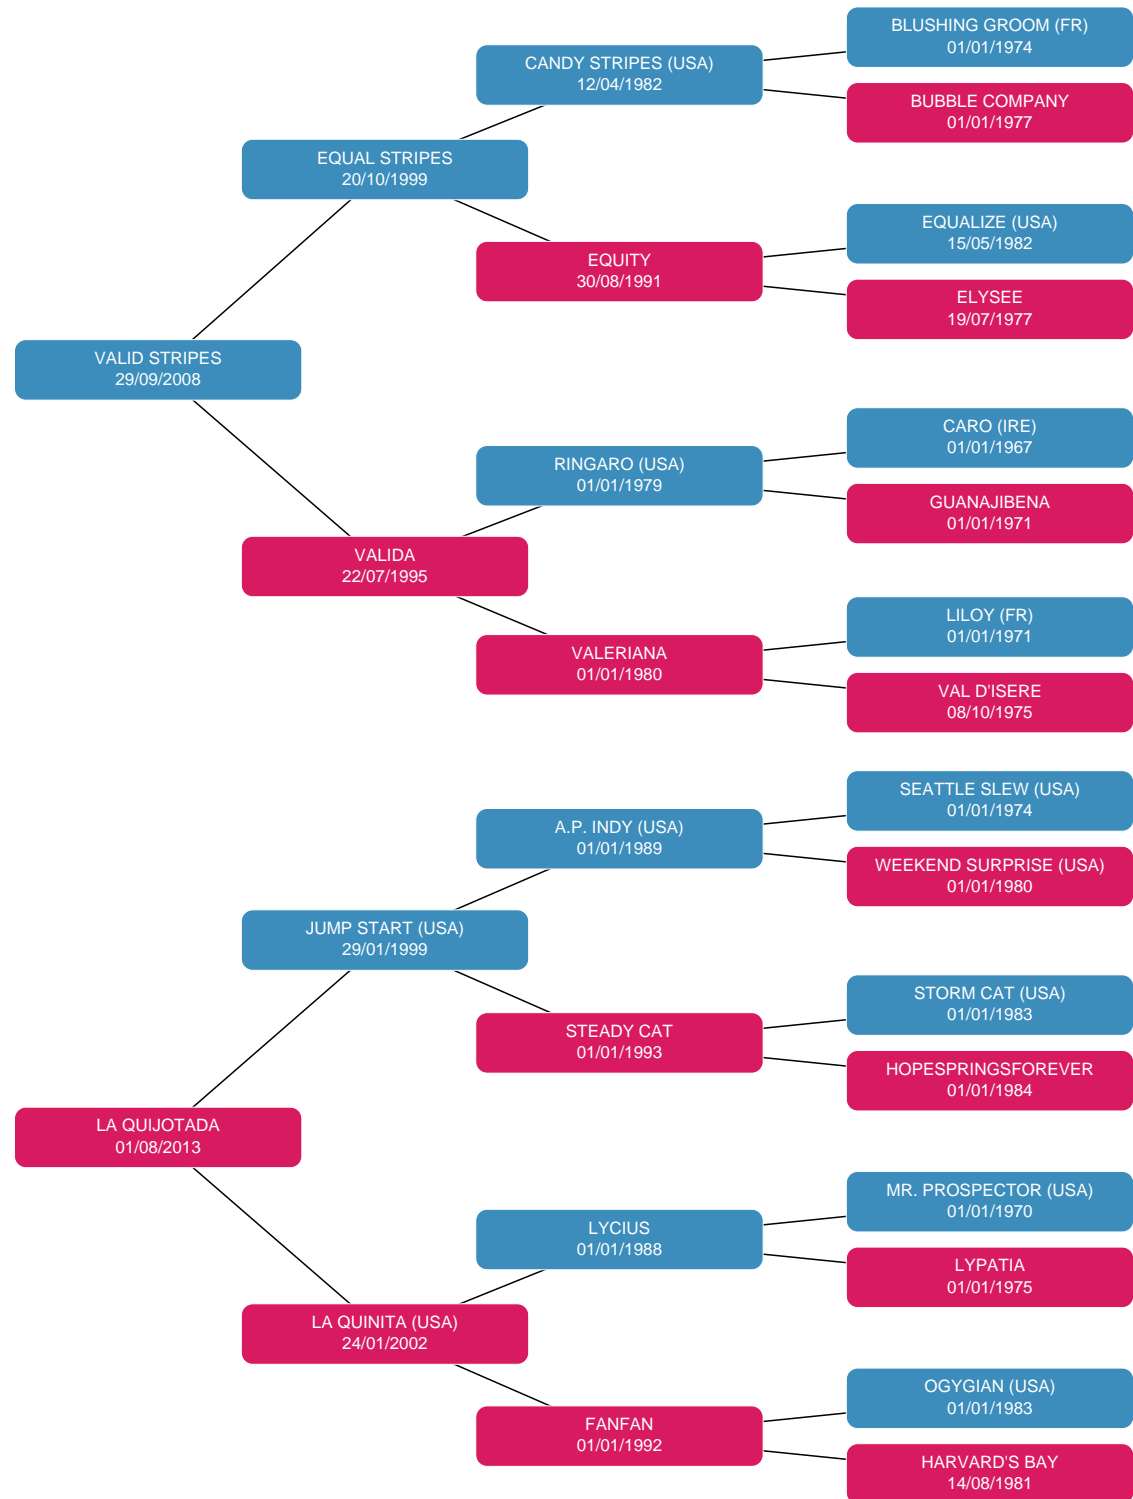 BLUSHING GROOM (FR)
01/01/1974
CANDY STRIPES (USA)
12/04/1982
BUBBLE COMPANY
01/01/1977
EQUAL STRIPES
20/10/1999
EQUALIZE (USA)
15/05/1982
EQUITY
30/08/1991
ELYSEE
19/07/1977
VALID STRIPES
29/09/2008
CARO (IRE)
01/01/1967
RINGARO (USA)
01/01/1979
GUANAJIBENA
01/01/1971
VALIDA
22/07/1995
LILOY (FR)
01/01/1971
VALERIANA
01/01/1980
VAL D'ISERE
08/10/1975
SEATTLE SLEW (USA)
01/01/1974
A.P. INDY (USA)
01/01/1989
WEEKEND SURPRISE (USA)
01/01/1980
JUMP START (USA)
29/01/1999
STORM CAT (USA)
01/01/1983
STEADY CAT
01/01/1993
HOPESPRINGSFOREVER
01/01/1984
LA QUIJOTADA
01/08/2013
MR. PROSPECTOR (USA)
01/01/1970
LYCIUS
01/01/1988
LYPATIA
01/01/1975
LA QUINITA (USA)
24/01/2002
OGYGIAN (USA)
01/01/1983
FANFAN
01/01/1992
HARVARD'S BAY
14/08/1981